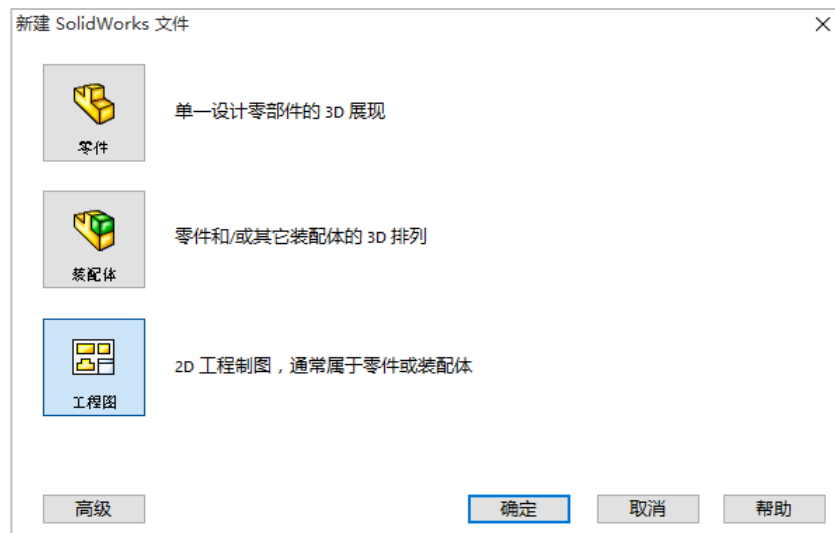 新建 SolidWorks 文件
零件
单一设计零部件的 3D 展现
装配体
零件和/或其它装配体的 3D 排列
工程图
2D 工程制图，通常属于零件或装配体
高级
确定
取消
帮助